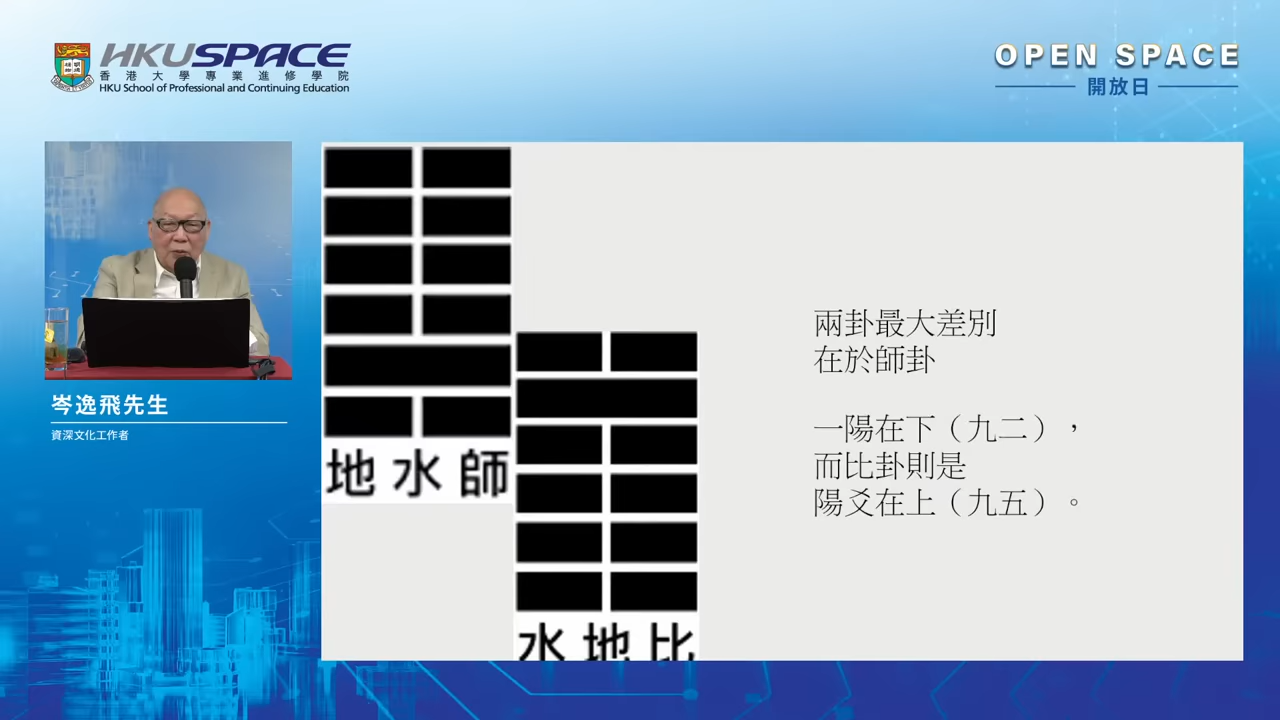 HKUSPACE
香港大學專業進修學院
HKU School of Professional and Continuing Education
OPEN SPACE
開放日
岑逸飛先生
資深文化工作者
地水師
水地比
兩卦最大差別
在於師卦
一陽在下（九二），
而比卦則是
陽爻在上（九五）。